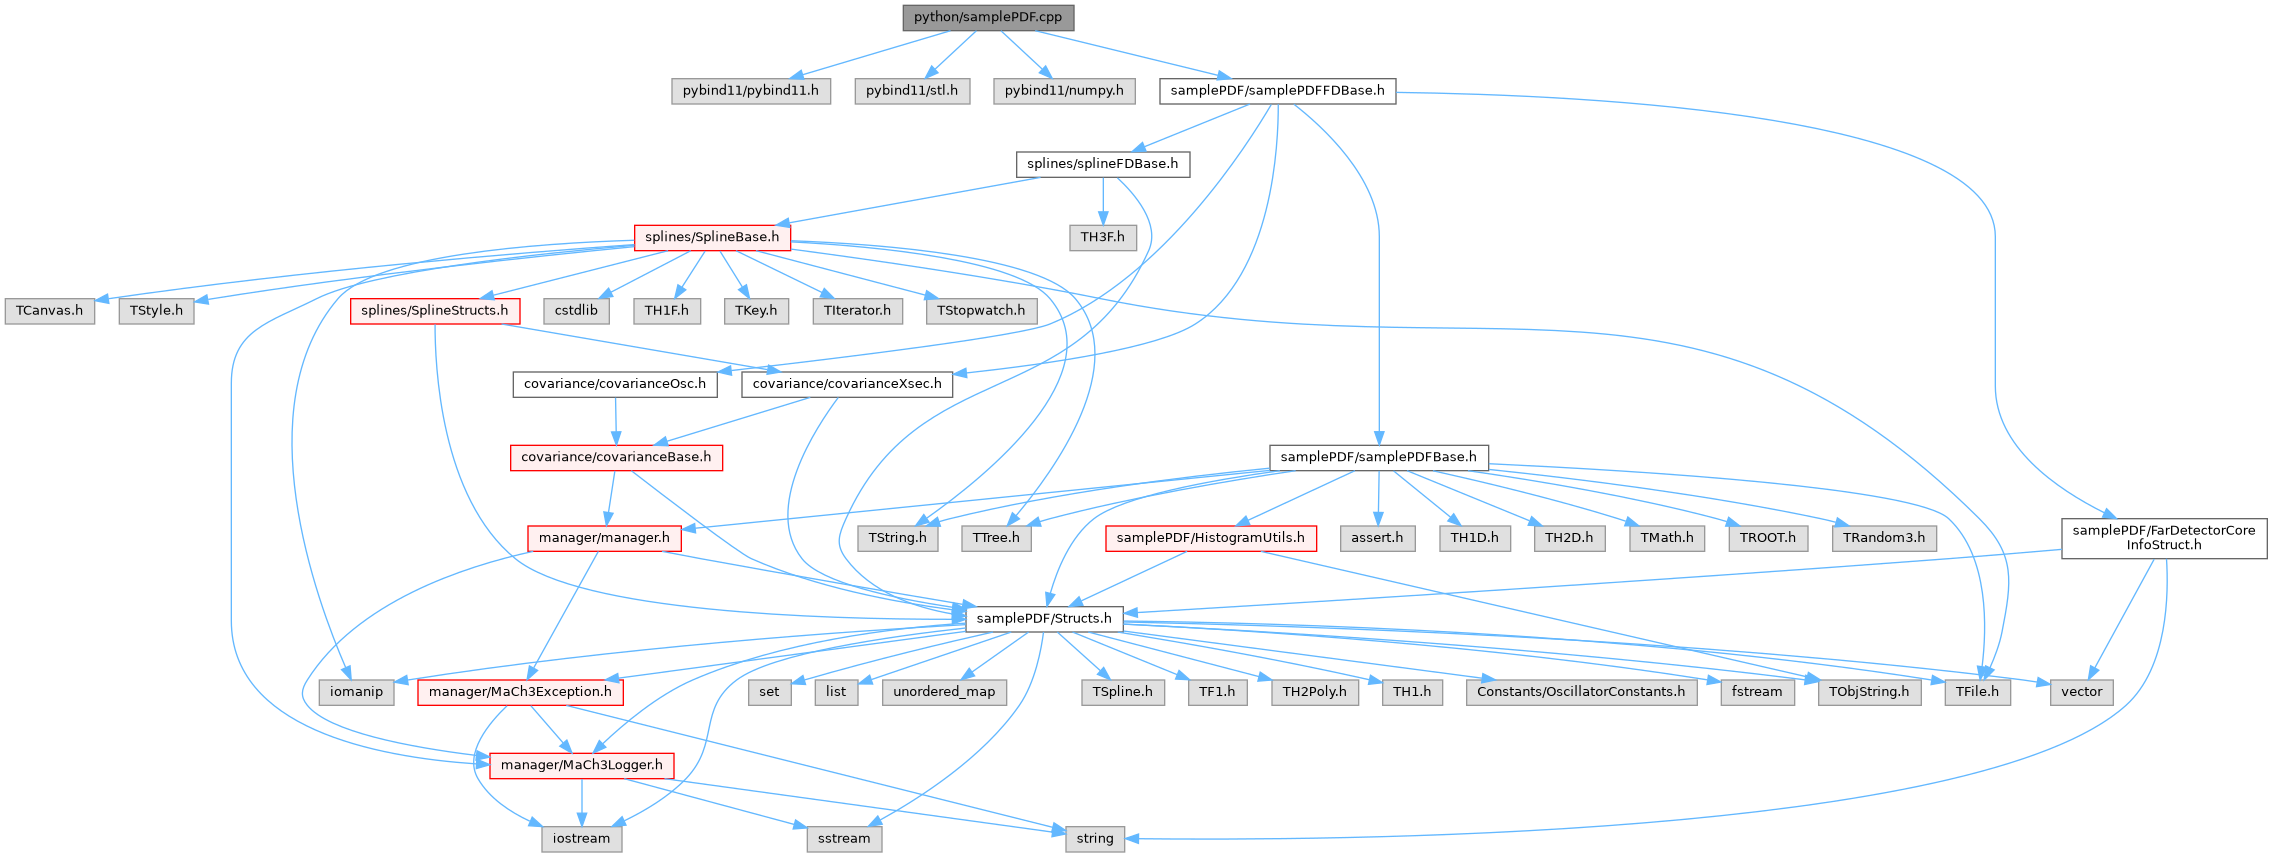 python/samplePDF.cpp
pybind11/pybind11.h
pybind11/stl.h
pybind11/numpy.h
samplePDF/samplePDFFDBase.h
splines/splineFDBase.h
splines/SplineBase.h
TH3F.h
TCanvas.h
TStyle.h
splines/SplineStructs.h
cstdlib
TH1F.h
TKey.h
TIterator.h
TStopwatch.h
covariance/covarianceOsc.h
covariance/covarianceXsec.h
covariance/covarianceBase.h
samplePDF/samplePDFBase.h
manager/manager.h
TString.h
TTree.h
samplePDF/HistogramUtils.h
assert.h
TH1D.h
TH2D.h
TMath.h
TROOT.h
TRandom3.h
samplePDF/FarDetectorCore
InfoStruct.h
samplePDF/Structs.h
iomanip
manager/MaCh3Exception.h
set
list
unordered_map
TSpline.h
TF1.h
TH2Poly.h
TH1.h
Constants/OscillatorConstants.h
fstream
TObjString.h
TFile.h
vector
manager/MaCh3Logger.h
iostream
sstream
string